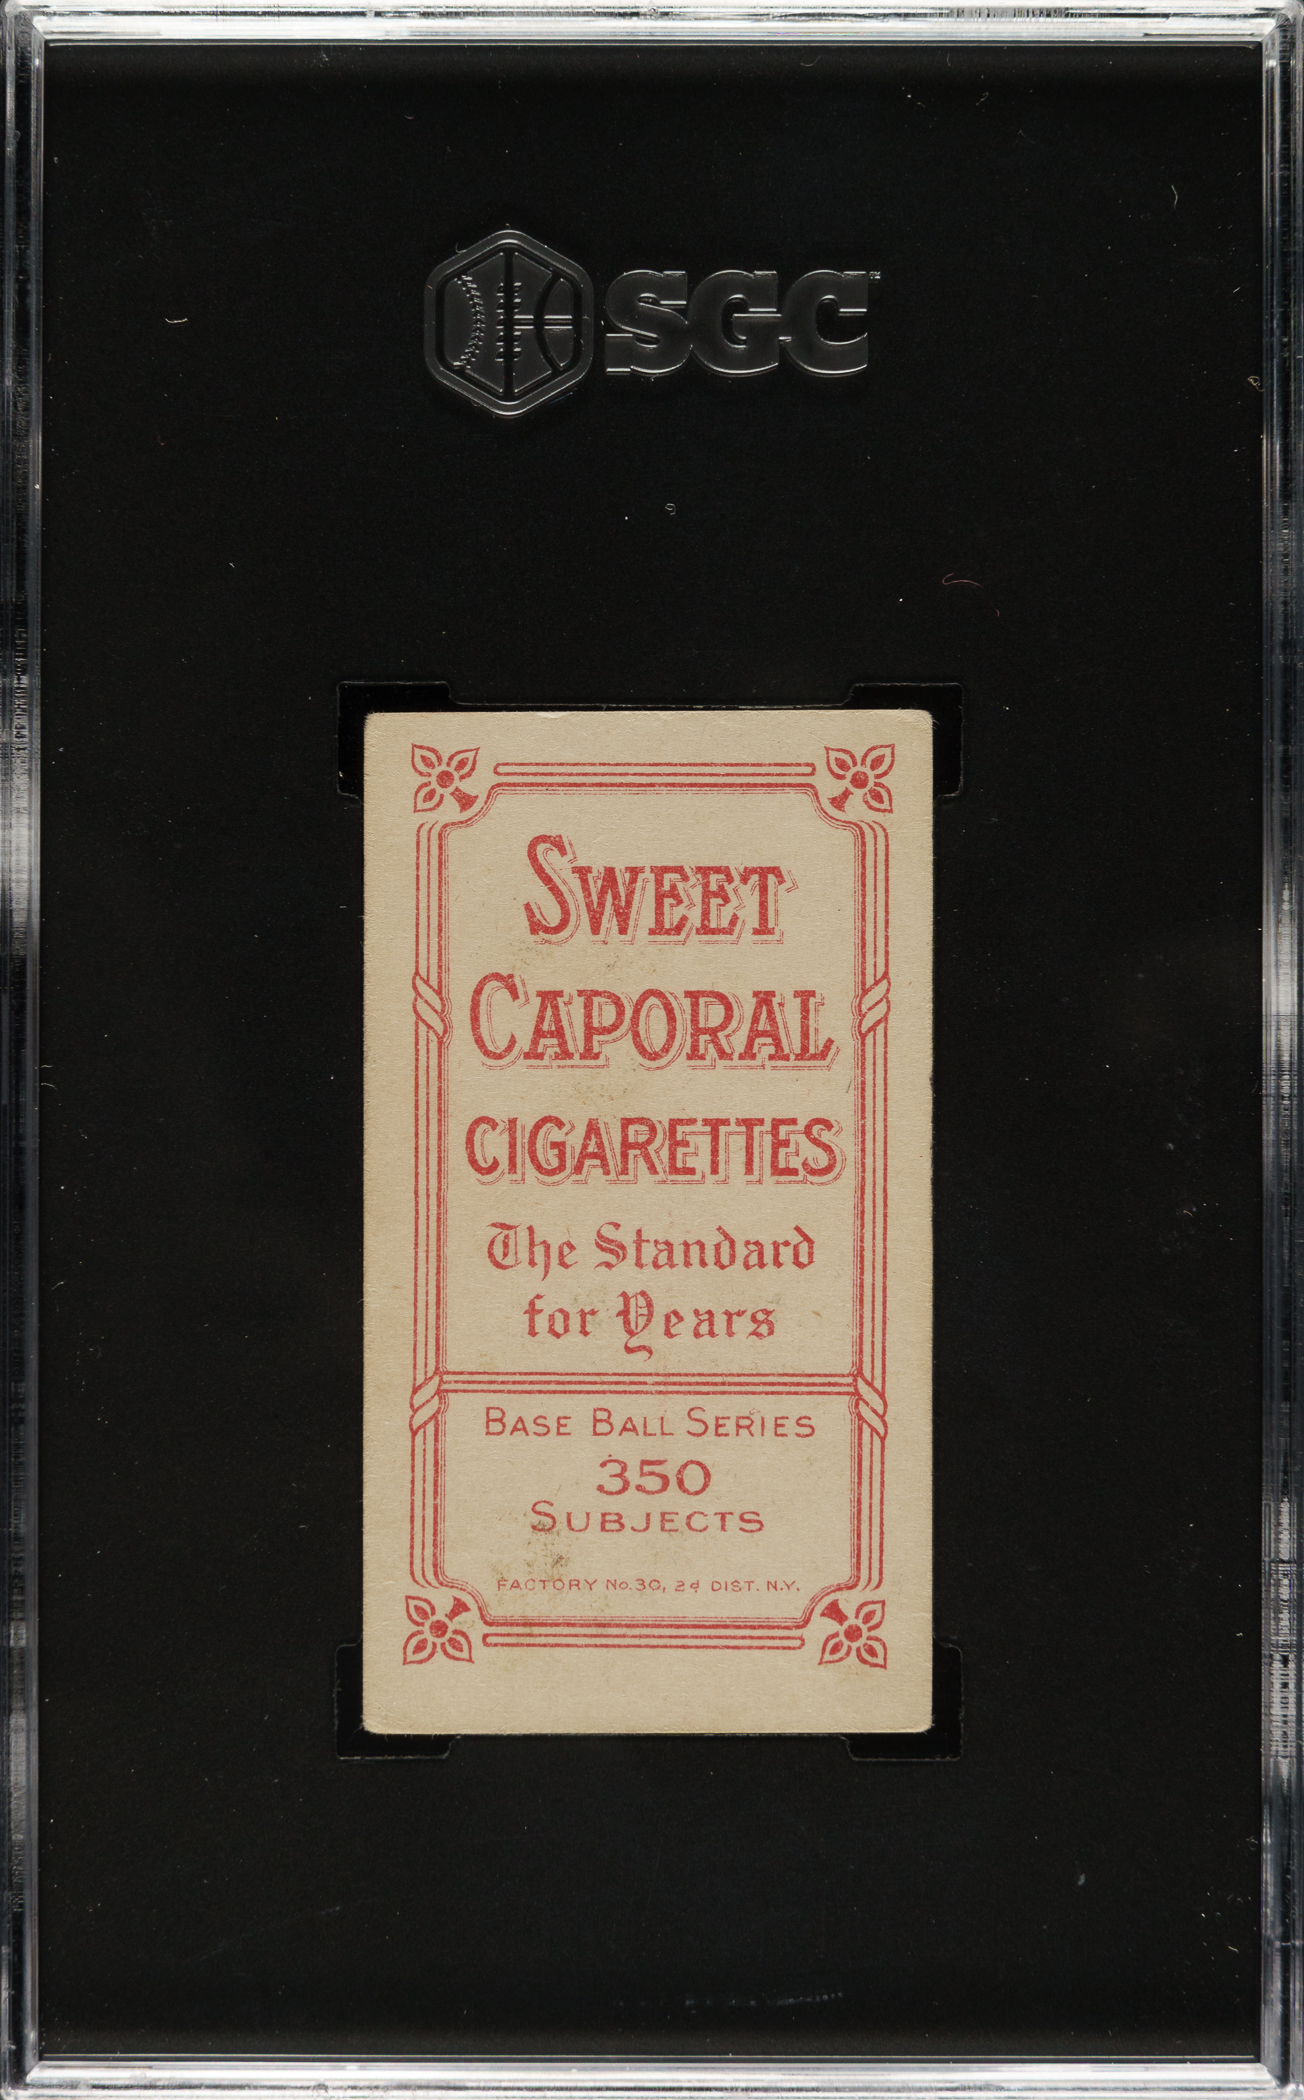 SGC
SWEET
CAPORAL
CIGARETTES
The Standard
for Years
BASE BALL SERIES
350
SUBJECTS
FACTORY No. 30, 2d DIST. N.Y.